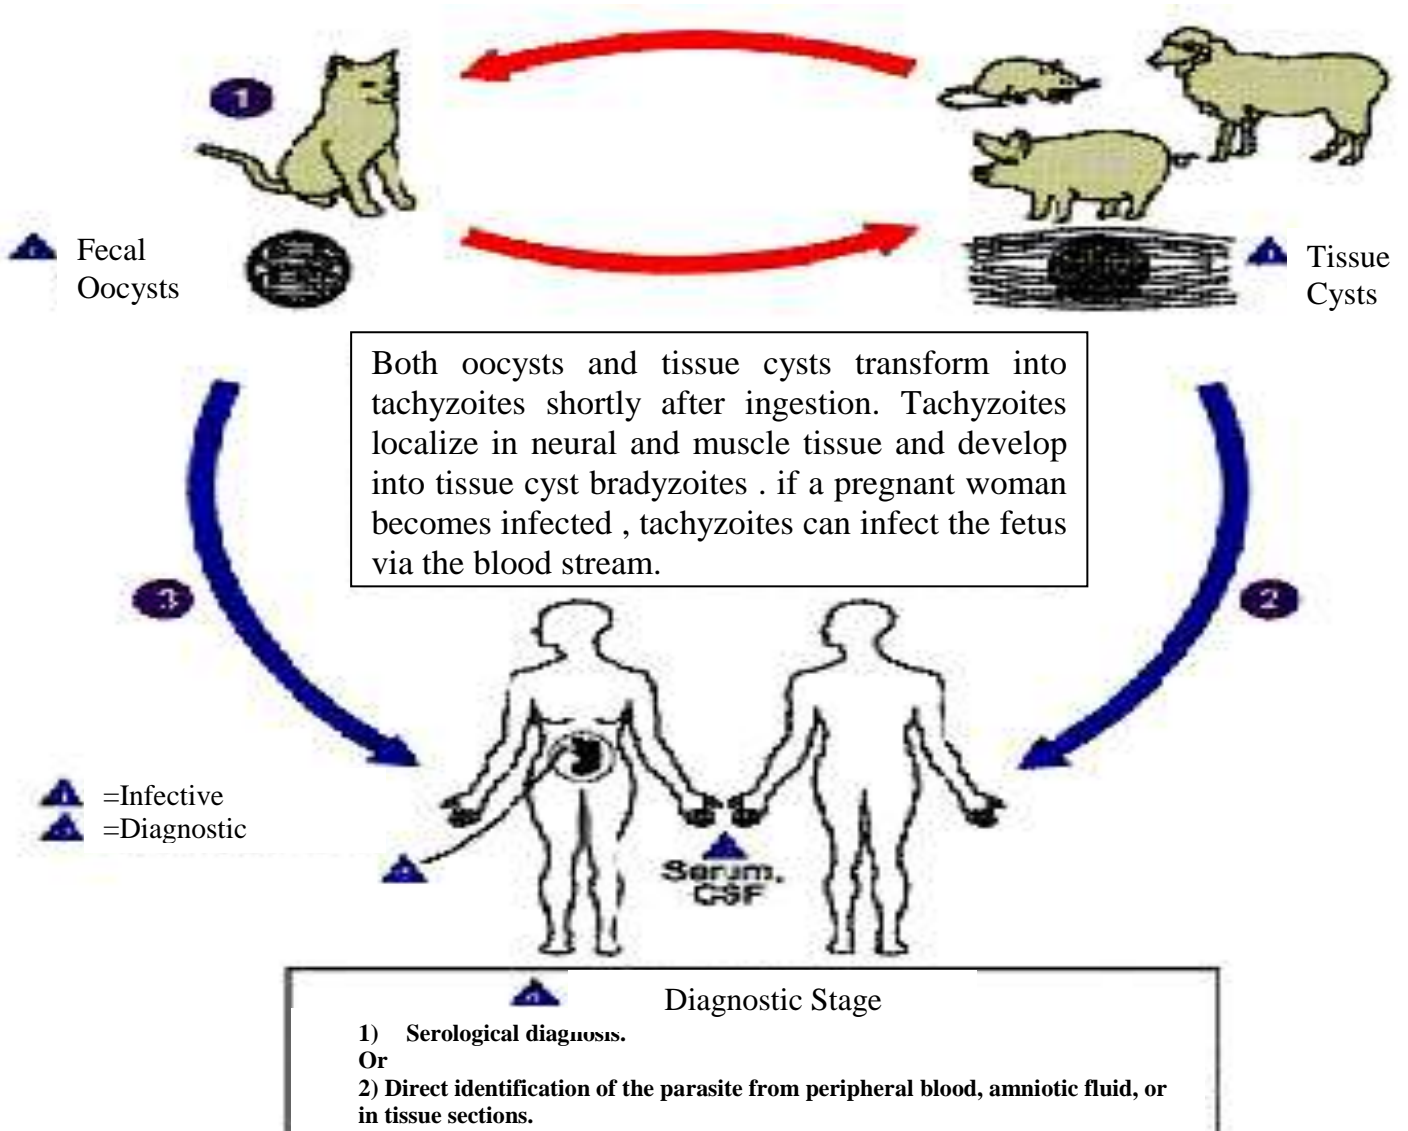 1
Fecal
Oocysts
Tissue
Cysts
Both oocysts and tissue cysts transform into
tachyzoites shortly after ingestion. Tachyzoites
localize in neural and muscle tissue and develop
into tissue cyst bradyzoites . if a pregnant woman
becomes infected , tachyzoites can infect the fetus
via the blood stream.
3
2
=Infective
=Diagnostic
Serum,
CSF
Diagnostic Stage
1) Serological diagnosis.
Or
2) Direct identification of the parasite from peripheral blood, amniotic fluid, or
in tissue sections.